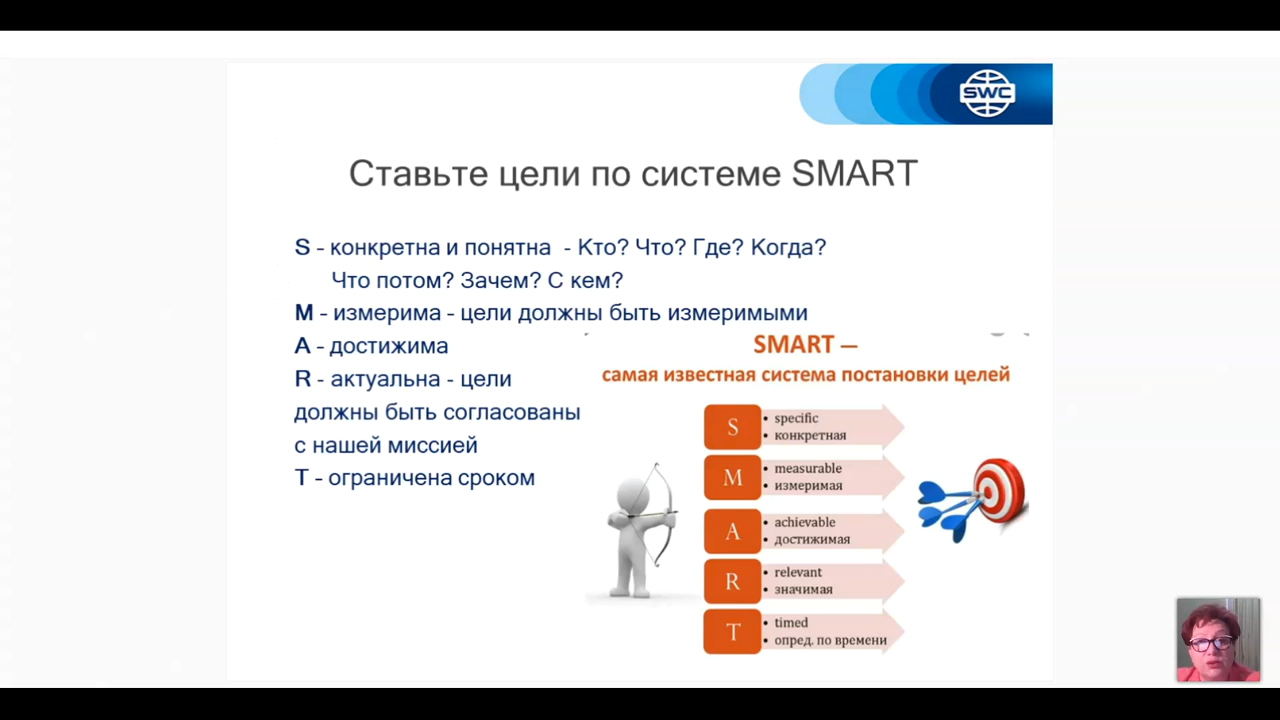 SWC
Ставьте цели по системе SMART
S - конкретна и понятна - Кто? Что? Где? Когда?
Что потом? Зачем? С кем?
M - измерима - цели должны быть измеримыми
A - достижима
R - актуальна - цели
должны быть согласованы
с нашей миссией
T - ограничена сроком
SMART —
самая известная система постановки целей
S
• specific
• конкретная
M
• measurable
• измеримая
A
• achievable
• достижимая
R
• relevant
• значимая
T
• timed
• опред. по времени